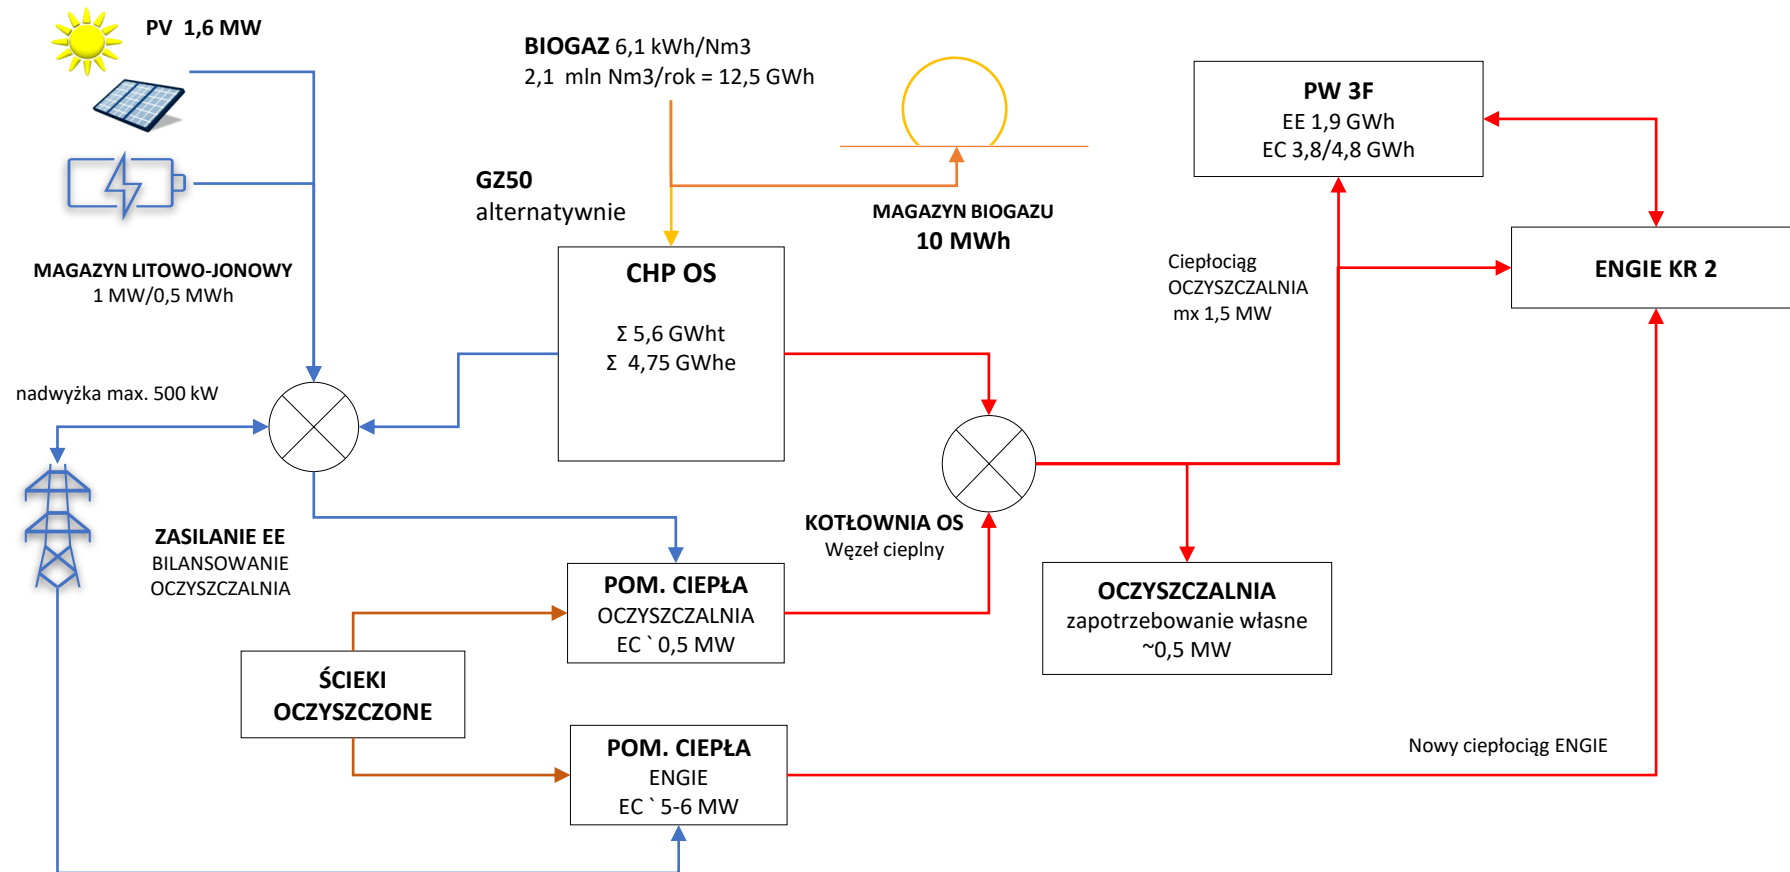 PV 1,6 MW
BIOGAZ 6,1 kWh/Nm3
2,1 mln Nm3/rok = 12,5 GWh
PW 3F
EE 1,9 GWh
EC 3,8/4,8 GWh
GZ50
alternatywnie
MAGAZYN BIOGAZU
10 MWh
MAGAZYN LITOWO-JONOWY
1 MW/0,5 MWh
CHP OS
Σ 5,6 GWht
Σ 4,75 GWhe
Ciepłociąg
OCZYSZCZALNIA
mx 1,5 MW
ENGIE KR 2
nadwyżka max. 500 kW
ZASILANIE EE
BILANSOWANIE
OCZYSZCZALNIA
KOTŁOWNIA OS
Węzeł cieplny
POM. CIEPŁA
OCZYSZCZALNIA
EC ` 0,5 MW
OCZYSZCZALNIA
zapotrzebowanie własne
~0,5 MW
ŚCIEKI
OCZYSZCZONE
POM. CIEPŁA
ENGIE
EC ` 5-6 MW
Nowy ciepłociąg ENGIE